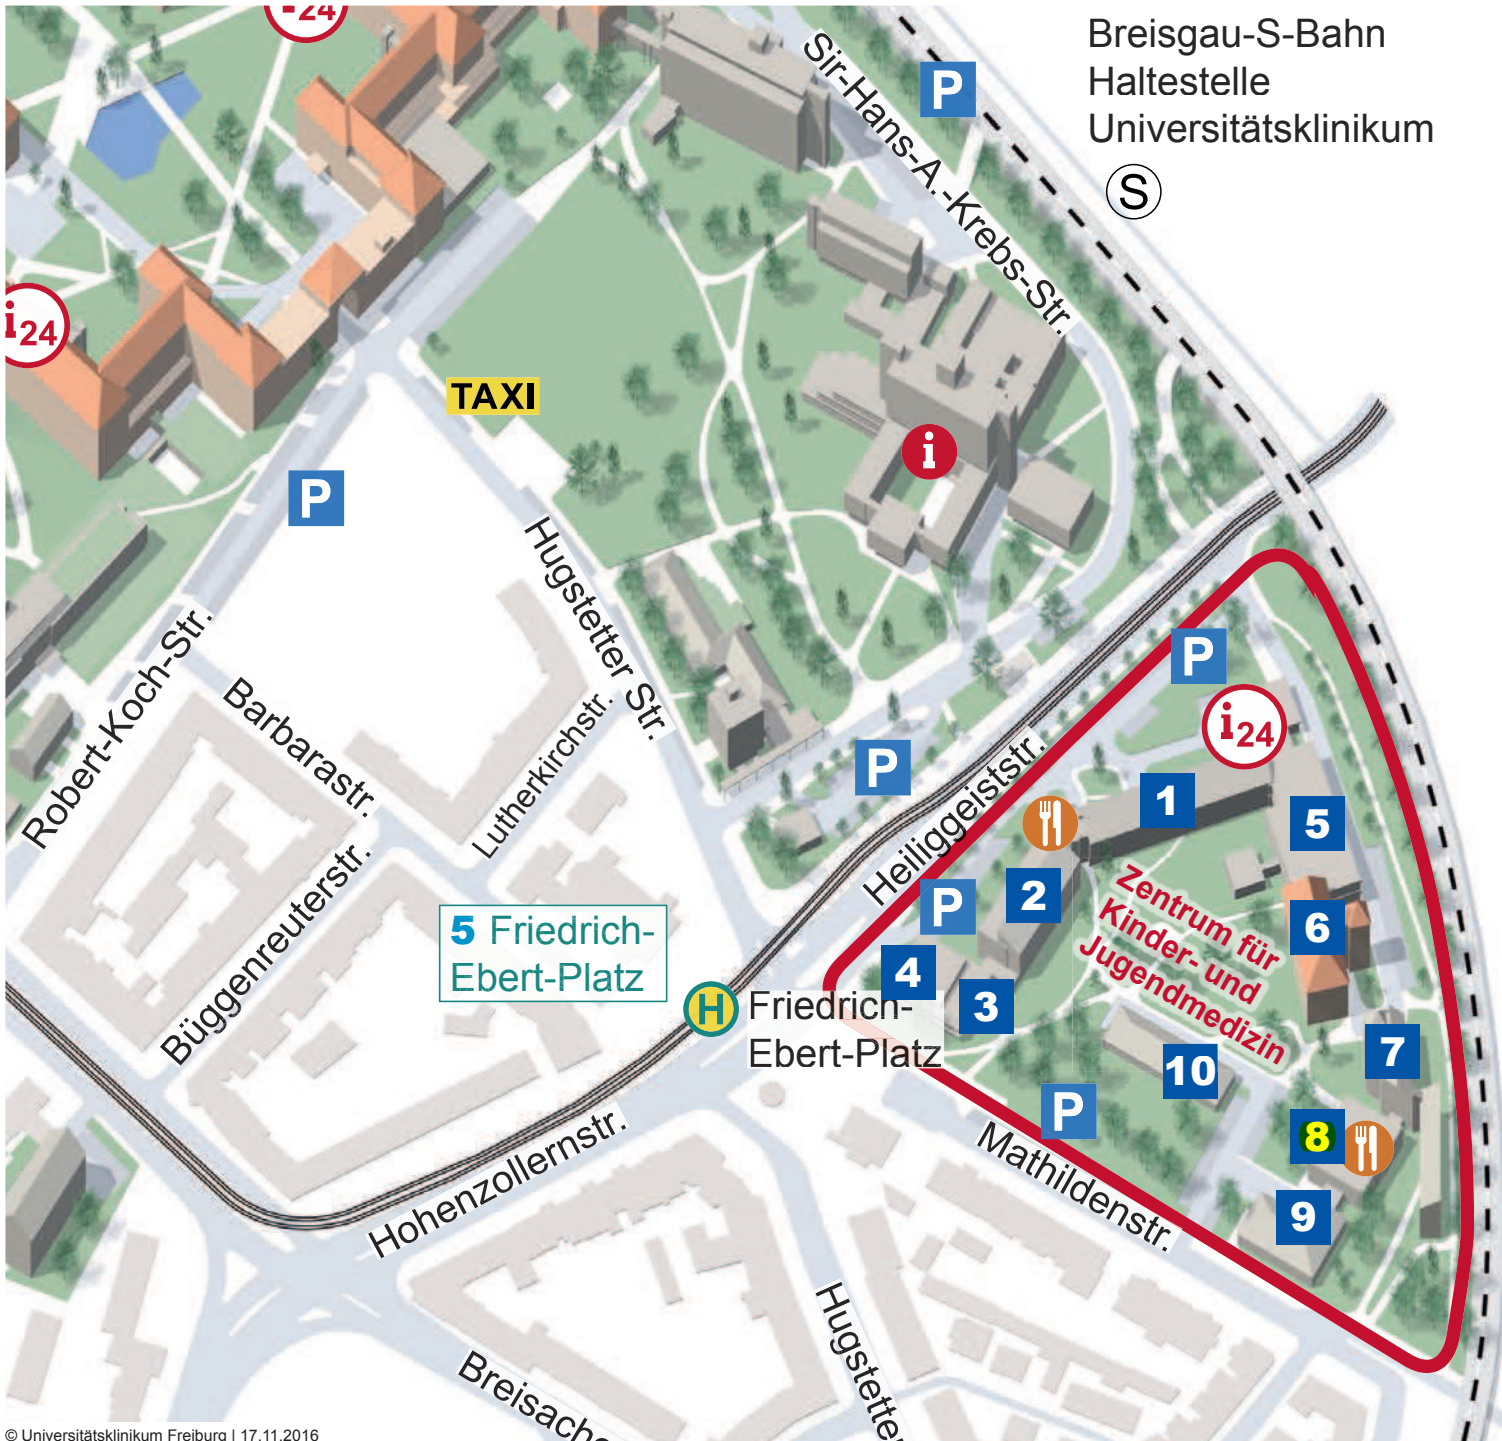 24
Breisgau-S-Bahn
Haltestelle
Universitätsklinikum
S
P
Sir-Hans-A.-Krebs-Str.
i24
TAXI
i
P
Hugstetter Str.
Robert-Koch-Str.
Barbarastr.
Lutherkirchstr.
Büggenreuterstr.
P
P
i24
Heiliggeiststr.
1
5
2
P
6
Zentrum für
Kinder- und
Jugendmedizin
5 Friedrich-
Ebert-Platz
H
Friedrich-
Ebert-Platz
4
3
7
10
P
8
9
Mathildenstr.
Hohenzollernstr.
Hugstetter
Breisache
© Universitätsklinikum Freiburg | 17.11.2016